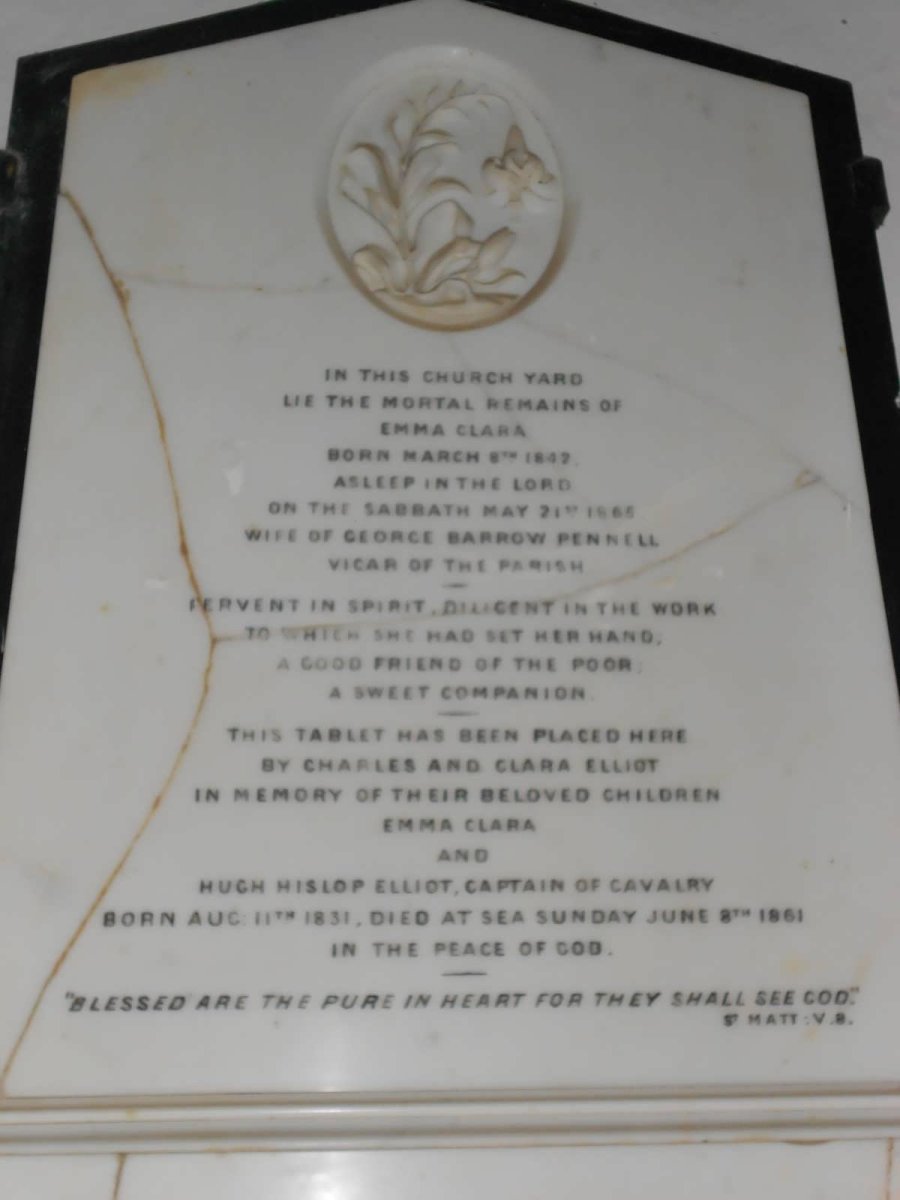 IN THIS CHURCH YARD
LIE THE MORTAL REMAINS OF
EMMA CLARA
BORN MARCH 8TH 1842.
ASLEEP IN THE LORD
ON THE SABBATH MAY 21ST 1865
WIFE OF GEORGE BARROW PENNELL
VICAR OF THE PARISH
FERVENT IN SPIRIT, DILIGENT IN THE WORK
TO WHICH SHE HAD SET HER HAND,
A GOOD FRIEND OF THE POOR,
A SWEET COMPANION.
THIS TABLET HAS BEEN PLACED HERE
BY CHARLES AND CLARA ELLIOT
IN MEMORY OF THEIR BELOVED CHILDREN
EMMA CLARA
AND
HUGH HISLOP ELLIOT, CAPTAIN OF CAVALRY
BORN AUG: 11TH 1831, DIED AT SEA SUNDAY JUNE 8TH 1861
IN THE PEACE OF GOD.
"BLESSED ARE THE PURE IN HEART FOR THEY SHALL SEE GOD."
ST MATT: V.8.